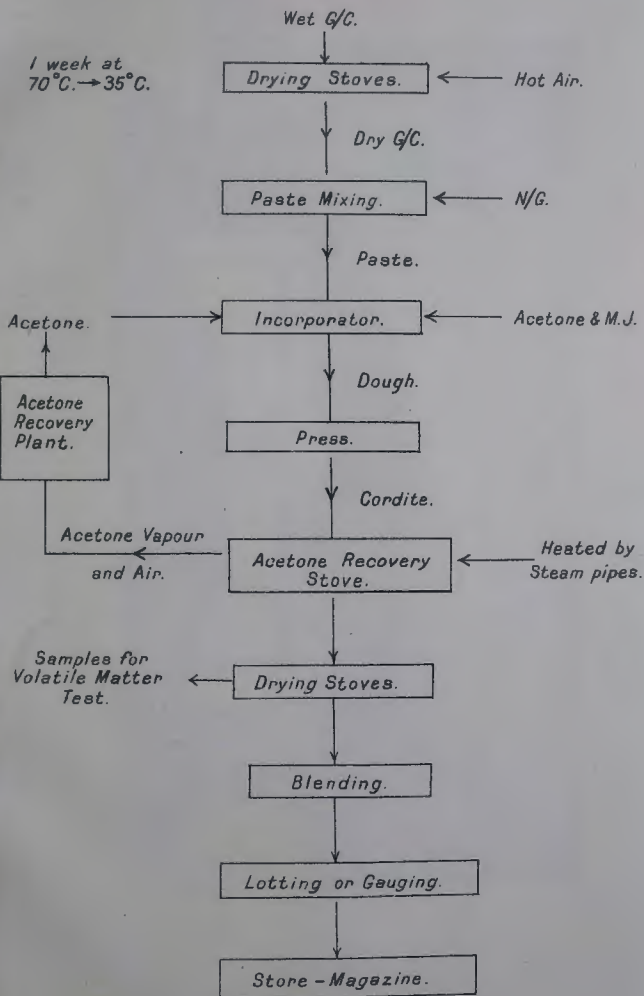 Wet G/C.
1 week at
70°C.→35°C.
Drying Stoves.
Hot Air.
Dry G/C.
Paste Mixing.
N/G.
Paste.
Acetone.
Incorporator.
Acetone & M.J.
Dough.
Acetone
Recovery
Plant.
Press.
Cordite.
Acetone Vapour
and Air.
Acetone Recovery
Stove.
Heated by
Steam pipes.
Samples for
Volatile Matter
Test.
Drying Stoves.
Blending.
Lotting or Gauging.
Store - Magazine.